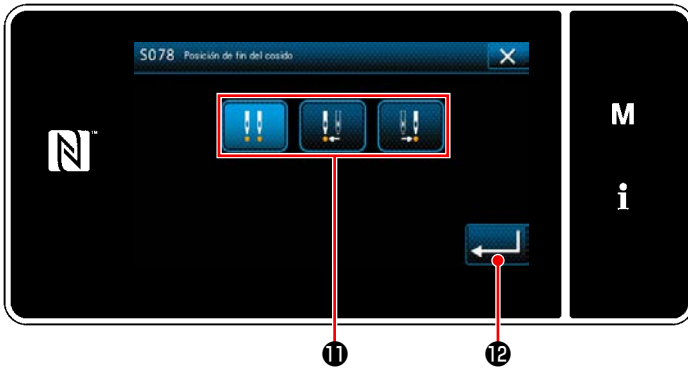 S078 Posición de fin del cosido
M
i
⓫
⓬